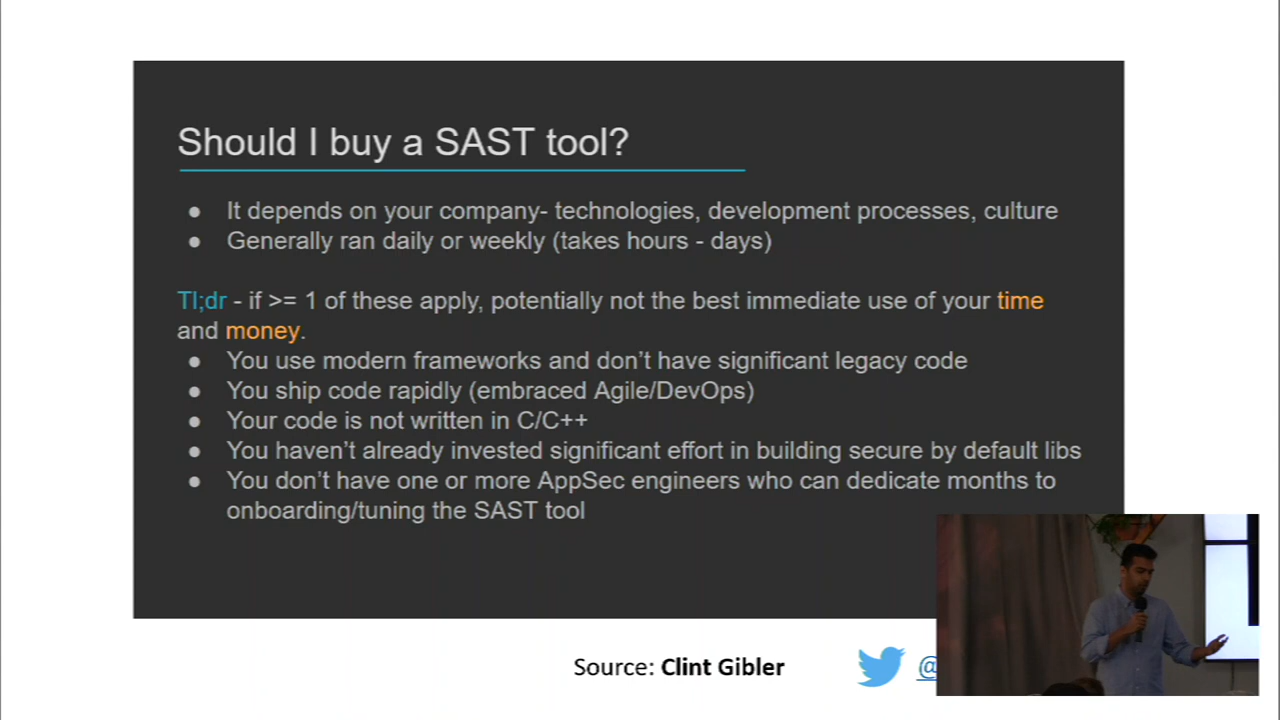 Should I buy a SAST tool?
● It depends on your company- technologies, development processes, culture
● Generally ran daily or weekly (takes hours - days)
Tl;dr - if >= 1 of these apply, potentially not the best immediate use of your time
and money.
● You use modern frameworks and don't have significant legacy code
● You ship code rapidly (embraced Agile/DevOps)
● Your code is not written in C/C++
● You haven't already invested significant effort in building secure by default libs
● You don't have one or more AppSec engineers who can dedicate months to
onboarding/tuning the SAST tool
Source: Clint Gibler
@